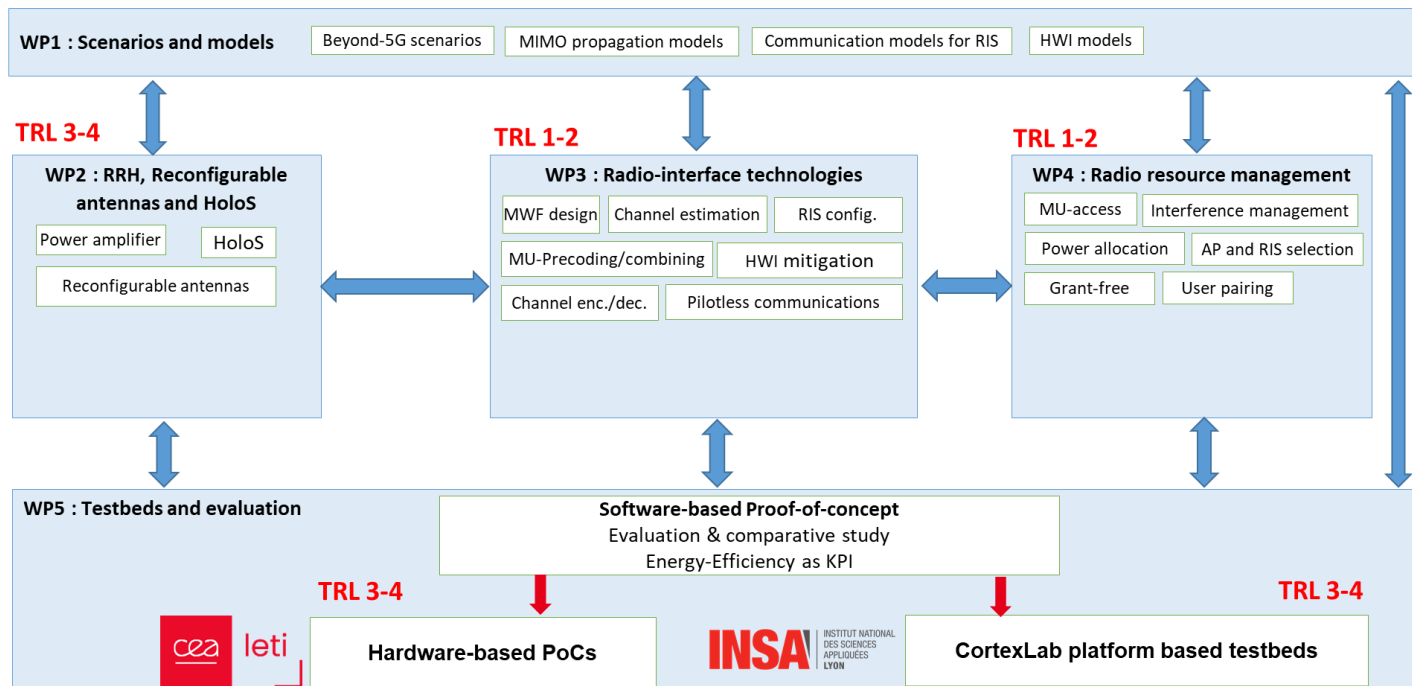 WP1 : Scenarios and models
Beyond-5G scenarios
MIMO propagation models
Communication models for RIS
HWI models
TRL 3-4
WP2 : RRH, Reconfigurable
antennas and HoloS
Power amplifier
HoloS
Reconfigurable antennas
TRL 1-2
WP3 : Radio-interface technologies
MWF design
Channel estimation
RIS config.
MU-Precoding/combining
HWI mitigation
Channel enc./dec.
Pilotless communications
TRL 1-2
WP4 : Radio resource management
MU-access
Interference management
Power allocation
AP and RIS selection
Grant-free
User pairing
WP5 : Testbeds and evaluation
Software-based Proof-of-concept
Evaluation & comparative study
Energy-Efficiency as KPI
TRL 3-4
TRL 3-4
cea
leti
Hardware-based PoCs
INSA
INSTITUT NATIONAL
DES SCIENCES
APPLIQUÉES
LYON
CortexLab platform based testbeds